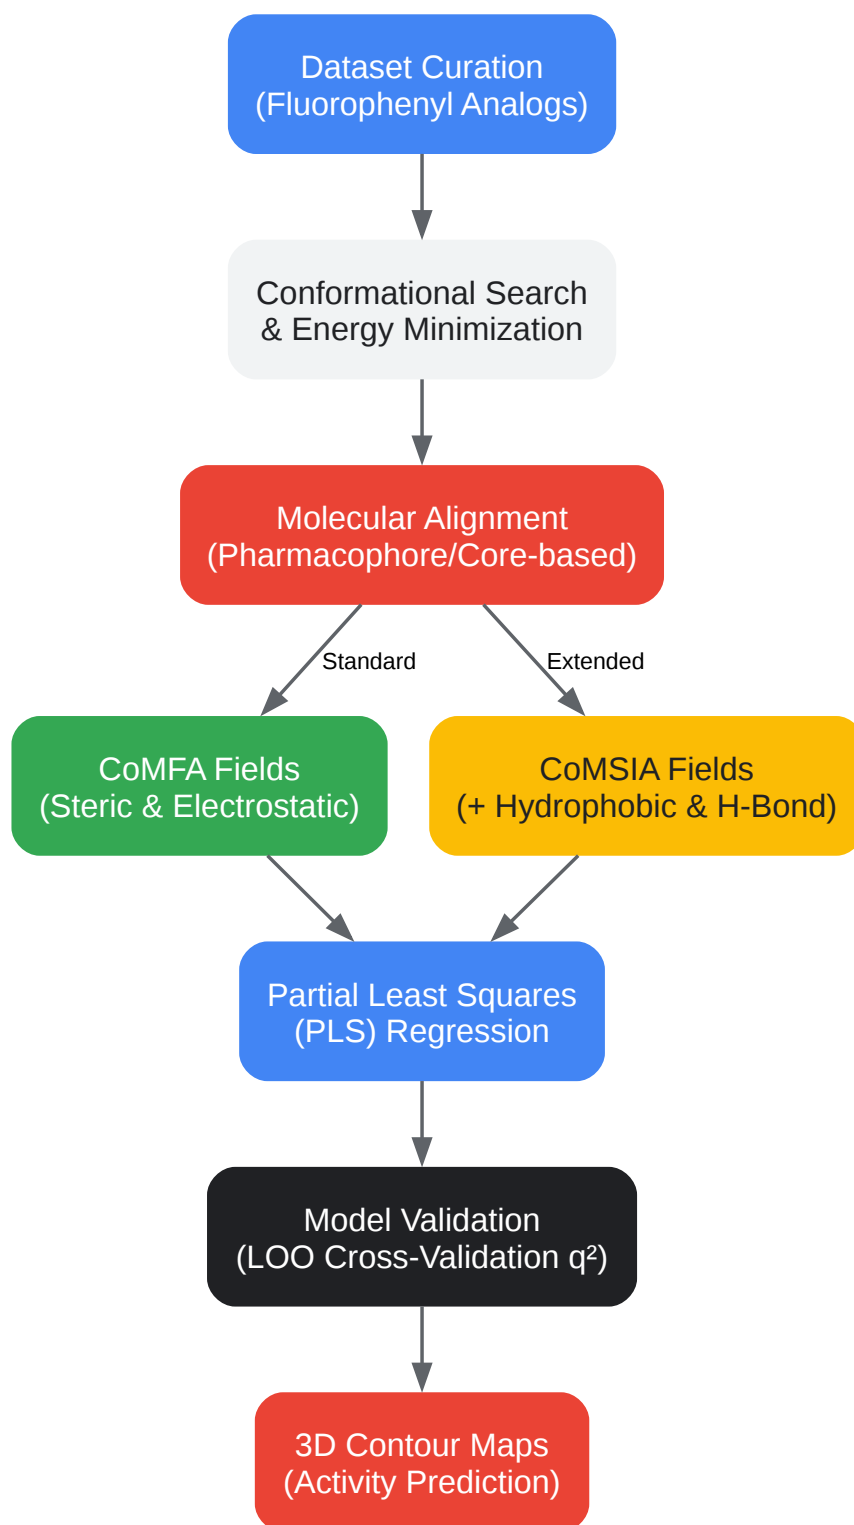 Dataset Curation
(Fluorophenyl Analogs)
Conformational Search
& Energy Minimization
Molecular Alignment
(Pharmacophore/Core-based)
Standard
Extended
CoMFA Fields
(Steric & Electrostatic)
CoMSIA Fields
(+ Hydrophobic & H-Bond)
Partial Least Squares
(PLS) Regression
Model Validation
(LOO Cross-Validation q²)
3D Contour Maps
(Activity Prediction)